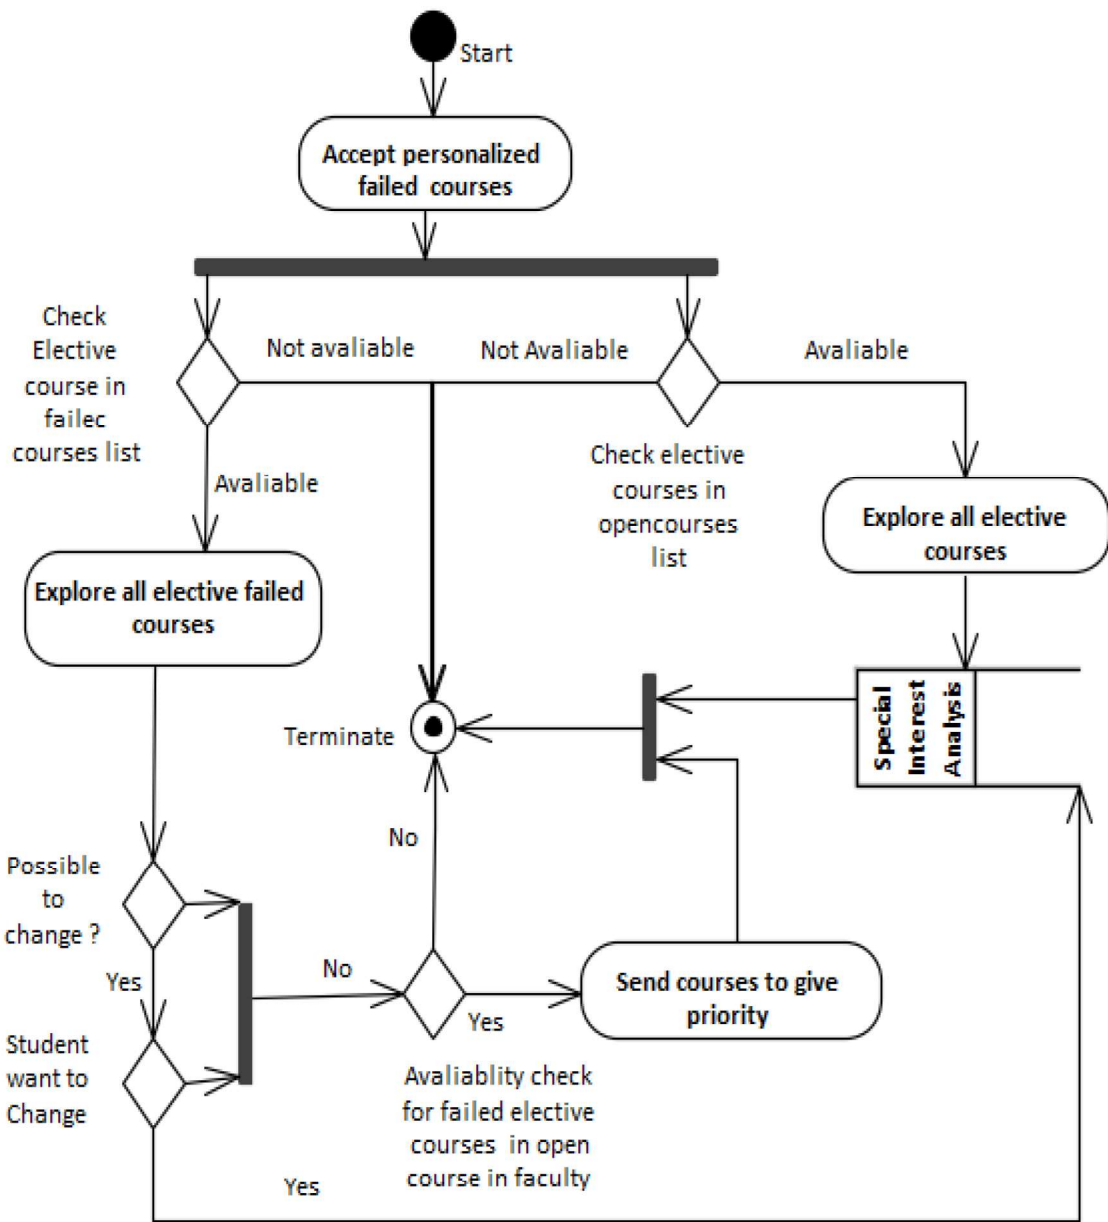 Start
Accept personalized
failed courses
Check
Elective
course in
failec
courses list
Not avaliable
Not Avaliable
Avaliable
Check elective
courses in
opencourses
list
Avaliable
Explore all elective
courses
Explore all elective failed
courses
Special
Interest
Analysis
Terminate
No
Possible
to
change ?
Yes
No
Send courses to give
priority
Yes
Student
want to
Change
Avaliablity check
for failed elective
courses in open
course in faculty
Yes